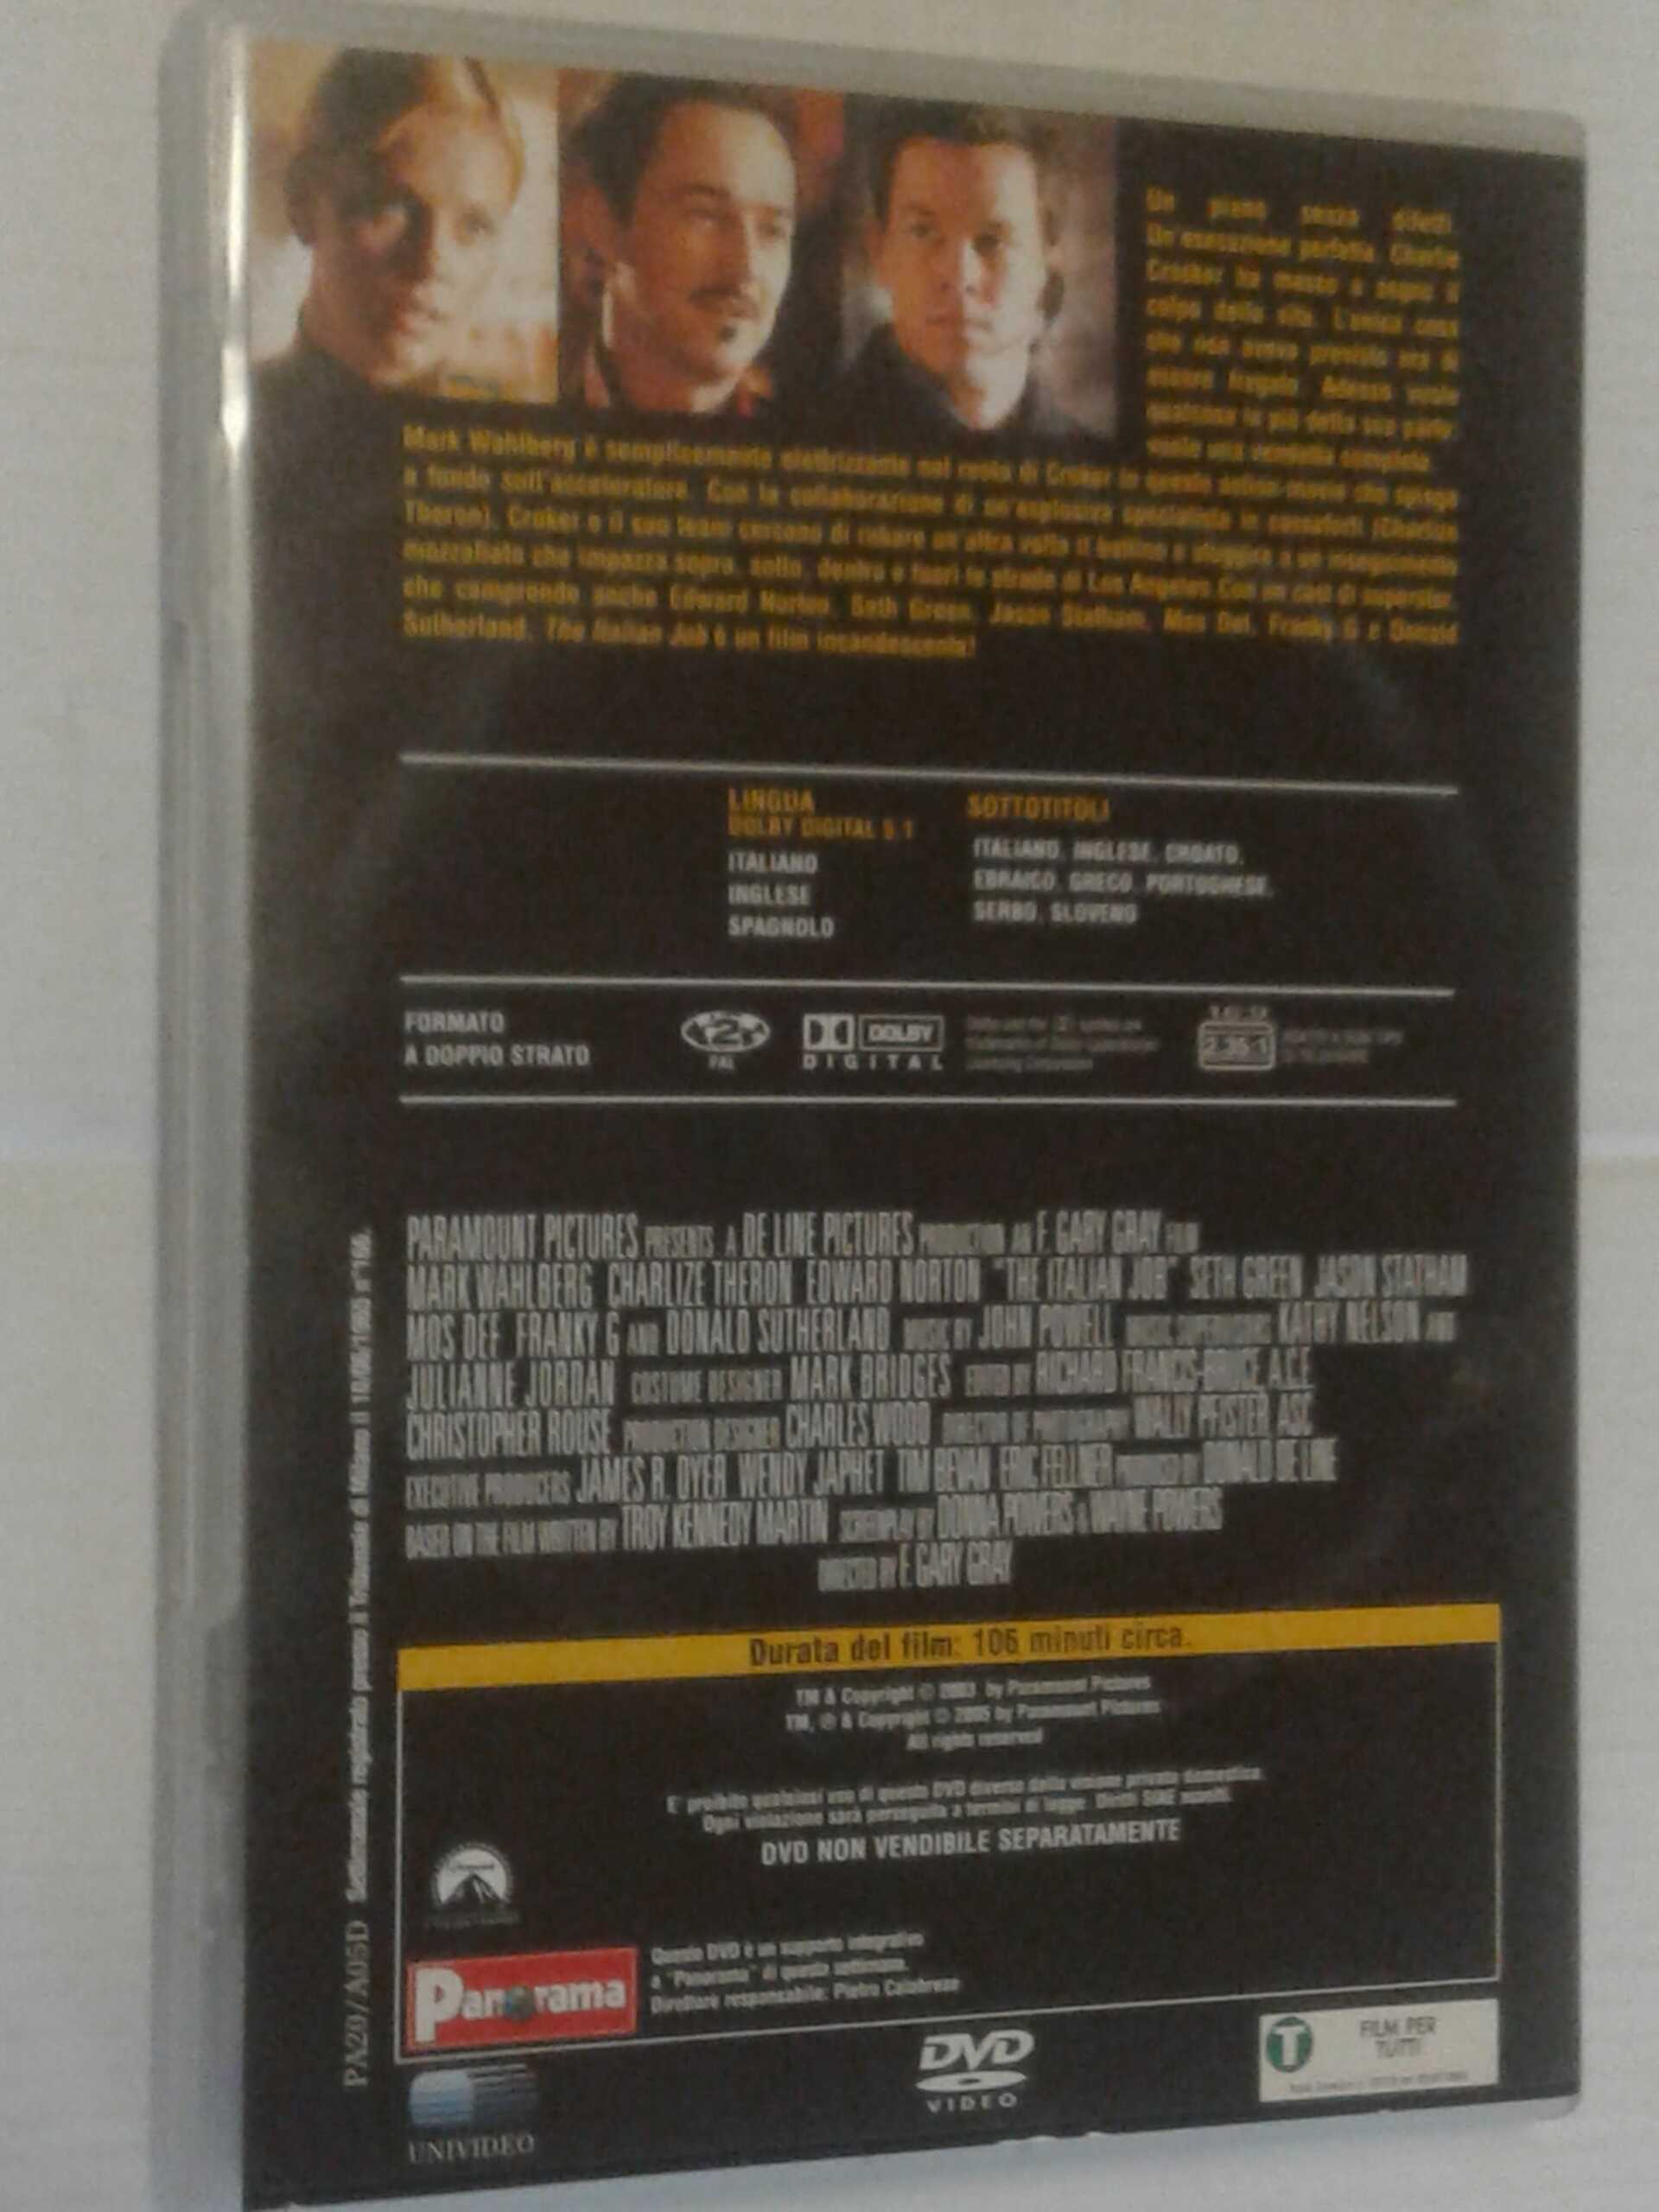 Un piano senza difetti.
Un'esecuzione perfetta. Charlie
Croker ha messo a segno il
colpo della vita. L'unica cosa
che non aveva previsto era di
essere fregato. Adesso vuole
qualcosa in più della sua parte:
vuole una vendetta completa.
Mark Wahlberg è semplicemente elettrizzante nel ruolo di Croker in questo action-movie che spinge
a fondo sull'acceleratore. Con la collaborazione di un'esplosiva specialista in casseforti (Charlize
Theron), Croker e il suo team cercano di rubare un'altra volta il bottino e sfuggire a un inseguimento
mozzafiato che impazza sopra, sotto, dentro e fuori le strade di Los Angeles. Con un cast di superstar,
che comprende anche Edward Norton, Seth Green, Jason Statham, Mos Def, Franky G e Donald
Sutherland, The Italian Job è un film incandescente!
LINGUA
DOLBY DIGITAL 5.1
ITALIANO
INGLESE
SPAGNOLO
SOTTOTITOLI
ITALIANO, INGLESE, CROATO,
EBRAICO, GRECO, PORTOGHESE,
SERBO, SLOVENO
FORMATO
A DOPPIO STRATO
2
PAL
DOLBY
DIGITAL
16:9
2.35:1
PARAMOUNT PICTURES PRESENTS A DE LINE PICTURES PRODUCTION AN F. GARY GRAY FILM
MARK WAHLBERG CHARLIZE THERON EDWARD NORTON "THE ITALIAN JOB" SETH GREEN JASON STATHAM
MOS DEF FRANKY G AND DONALD SUTHERLAND MUSIC BY JOHN POWELL MUSIC SUPERVISORS KATHY NELSON AND
JULIANNE JORDAN COSTUME DESIGNER MARK BRIDGES EDITED BY RICHARD FRANCIS-BRUCE, A.C.E.
CHRISTOPHER ROUSE PRODUCTION DESIGNER CHARLES WOOD DIRECTOR OF PHOTOGRAPHY WALLY PFISTER, ASC
EXECUTIVE PRODUCERS JAMES R. DYER WENDY JAPHET TIM BEVAN ERIC FELLNER PRODUCED BY DONALD DE LINE
BASED ON THE FILM WRITTEN BY TROY KENNEDY MARTIN SCREENPLAY BY DONNA POWERS & WAYNE POWERS
DIRECTED BY F. GARY GRAY
Durata del film: 106 minuti circa.
TM & Copyright © 2003 by Paramount Pictures
TM, ® & Copyright © 2005 by Paramount Pictures
All rights reserved
E' proibito qualsiasi uso di questo DVD diverso dalla visione privata domestica.
Ogni violazione sarà perseguita a termini di legge. Diritti SIAE assolti.
DVD NON VENDIBILE SEPARATAMENTE
Panorama
Questo DVD è un supporto integrativo
a "Panorama" di questa settimana.
Direttore responsabile: Pietro Calabrese
UNIVIDEO
DVD
VIDEO
T FILM PER
TUTTI
PA20/A05D Settimanale registrato presso il Tribunale di Milano il